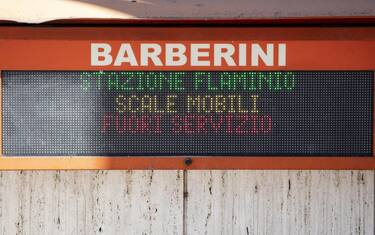 BARBERINI
STAZIONE FLAMINIO
SCALE MOBILI
FUORI SERVIZIO